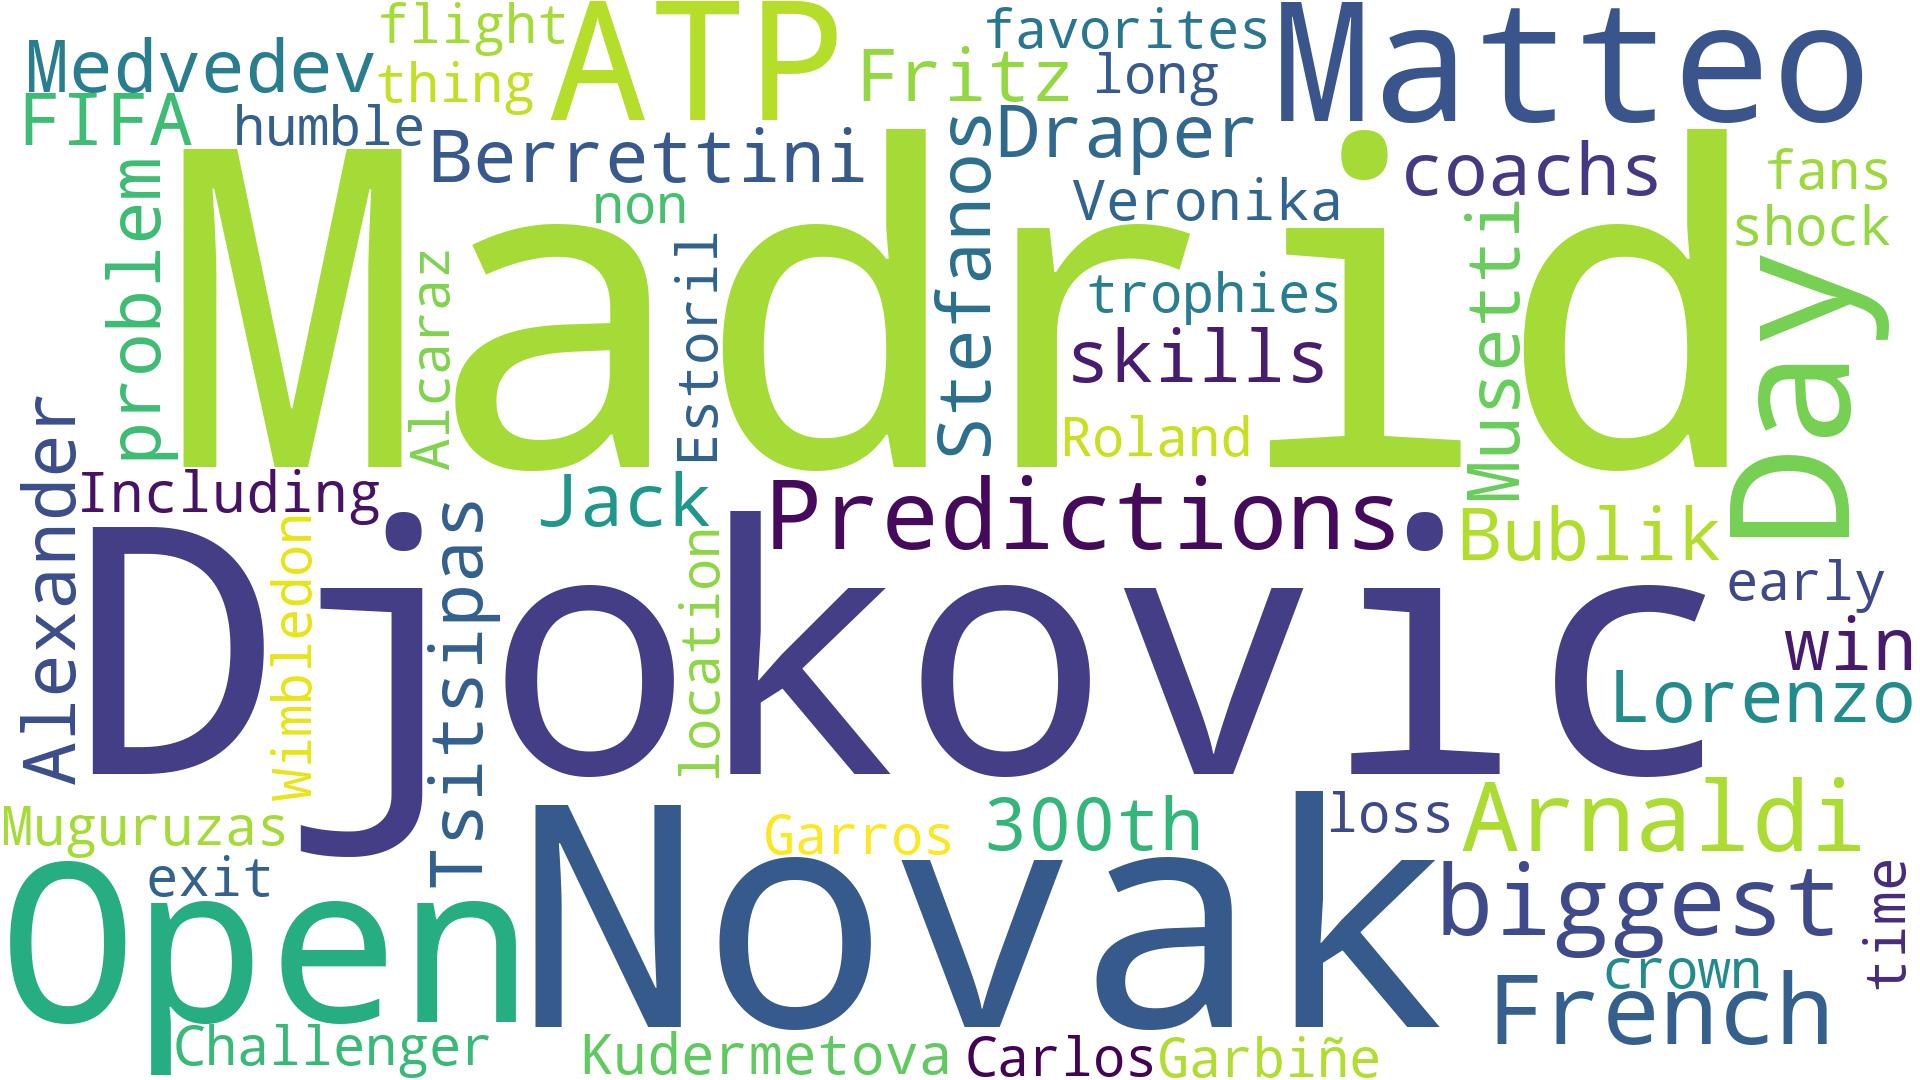 flight
ATP
favorites
Matteo
Medvedev
thing
Fritz
long
FIFA
humble
Berrettini
Stefanos
Draper
coachs
fans
problem
Madrid
non
Veronika
Musetti
shock
Alcaraz
Estoril
trophies
Day
skills
Roland
Alexander
Including
Jack
Predictions
Bublik
Wimbledon
Tsitsipas
location
Djokovic
early
win
Lorenzo
Muguruzas
Novak
Garros
300th
loss
Arnaldi
Open
exit
biggest
time
crown
French
Challenger
Kudermetova
Carlos
Garbiñe